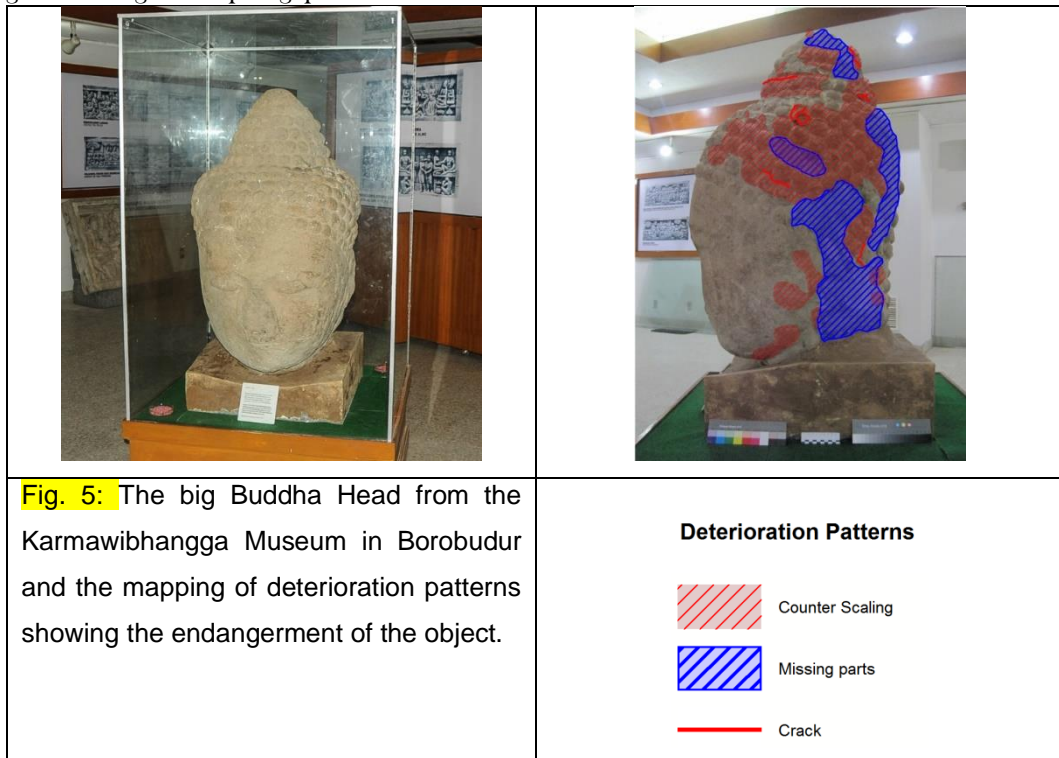 Fig. 5: The big Buddha Head from the
Karmawibhangga Museum in Borobudur
and the mapping of deterioration patterns
showing the endangerment of the object.
Deterioration Patterns
Counter Scaling
Missing parts
Crack